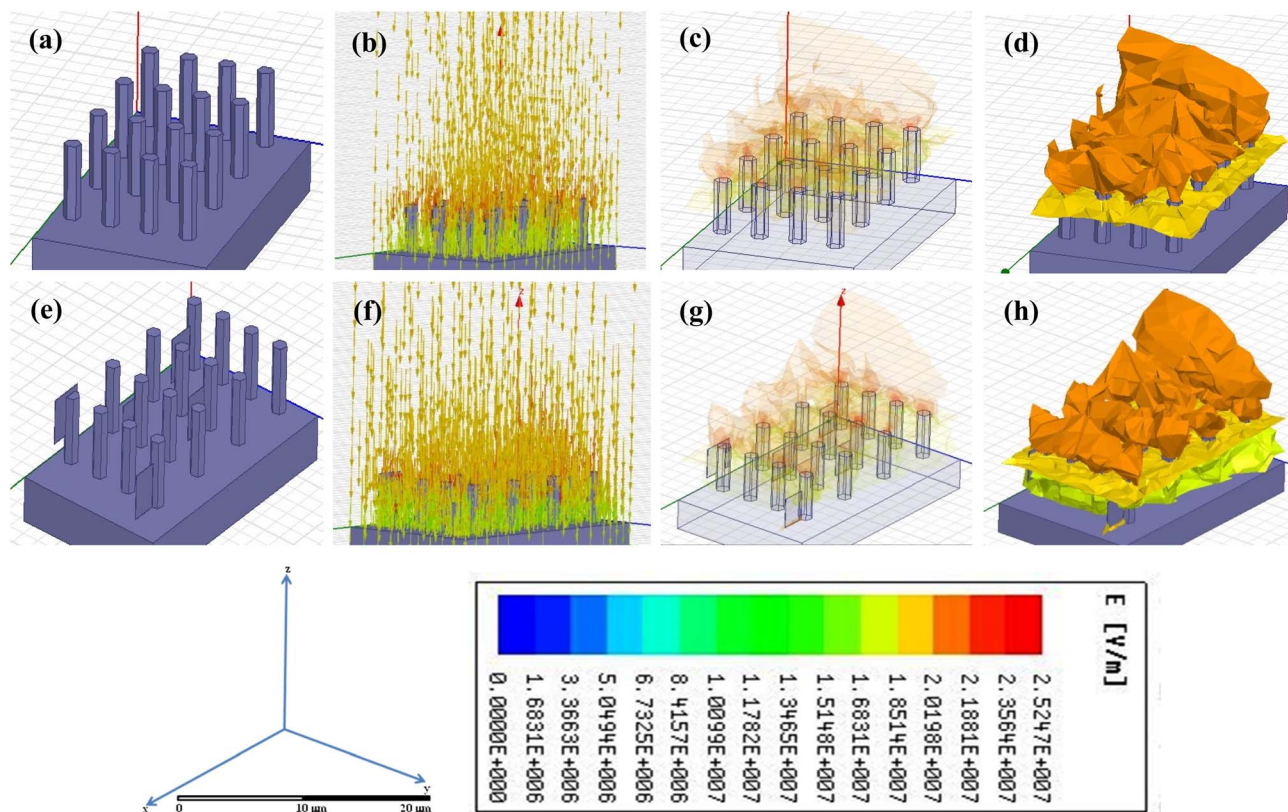 (a)
(b)
(c)
(d)
(e)
(f)
z
(g)
z
(h)
z
x
y
0
10 μm
20 μm
E [Y/m]
2.5247E+007
2.3564E+007
2.1881E+007
2.0198E+007
1.8514E+007
1.6831E+007
1.5148E+007
1.3465E+007
1.1782E+007
1.0099E+007
8.4157E+006
6.7325E+006
5.0494E+006
3.3663E+006
1.6831E+006
0.0000E+000